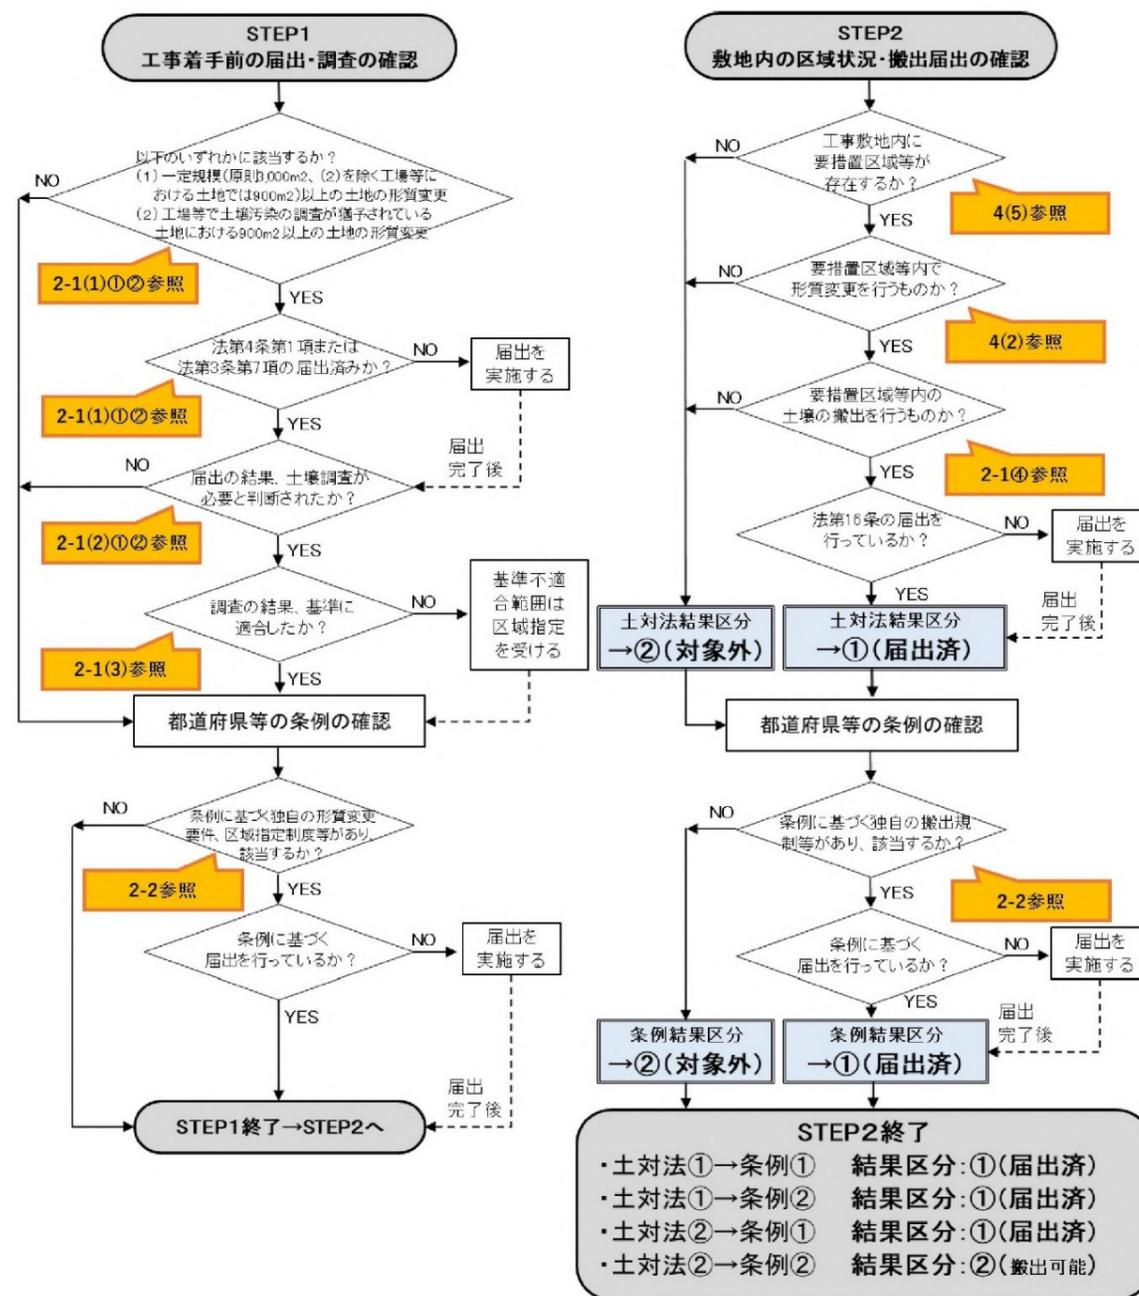 STEP1
工事着手前の届出・調査の確認
以下のいずれかに該当するか？
(1)一定規模(原則3,000m2、(2)を除く工場等に
おける土地では900m2)以上の土地の形質変更
(2)工場等で土壌汚染の調査が猶予されている
土地における900m2以上の土地の形質変更
NO
2-1(1)①②参照
YES
法第4条第1項または
法第3条第7項の届出済みか？
NO
届出を
実施する
2-1(1)①②参照
YES
届出
完了後
NO
届出の結果、土壌調査が
必要と判断されたか？
2-1(2)①②参照
YES
調査の結果、基準に
適合したか？
NO
基準不適
合範囲は
区域指定
を受ける
2-1(3)参照
YES
都道府県等の条例の確認
NO
条例に基づく独自の形質変更
要件、区域指定制度等があり、
該当するか？
2-2参照
YES
条例に基づく
届出を行っているか？
NO
届出を
実施する
YES
届出
完了後
STEP1終了→STEP2へ
STEP2
敷地内の区域状況・搬出届出の確認
NO
工事敷地内に
要措置区域等が
存在するか？
4(5)参照
YES
NO
要措置区域等内で
形質変更を行うものか？
4(2)参照
YES
NO
要措置区域等内の
土壌の搬出を行うものか？
2-1④参照
YES
法第16条の届出を
行っているか？
NO
届出を
実施する
YES
届出
完了後
土対法結果区分
→②(対象外)
土対法結果区分
→①(届出済)
都道府県等の条例の確認
NO
条例に基づく独自の搬出規
制等があり、該当するか？
2-2参照
YES
条例に基づく
届出を行っているか？
NO
届出を
実施する
YES
届出
完了後
条例結果区分
→②(対象外)
条例結果区分
→①(届出済)
STEP2終了
・土対法①→条例① 結果区分:①(届出済)
・土対法①→条例② 結果区分:①(届出済)
・土対法②→条例① 結果区分:①(届出済)
・土対法②→条例② 結果区分:②(搬出可能)